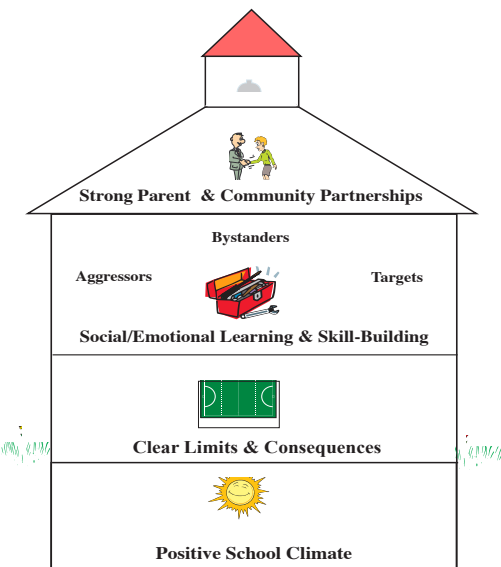 Strong Parent & Community Partnerships
Bystanders
Aggressors Targets
Social/Emotional Learning & Skill-Building
Clear Limits & Consequences
Positive School Climate